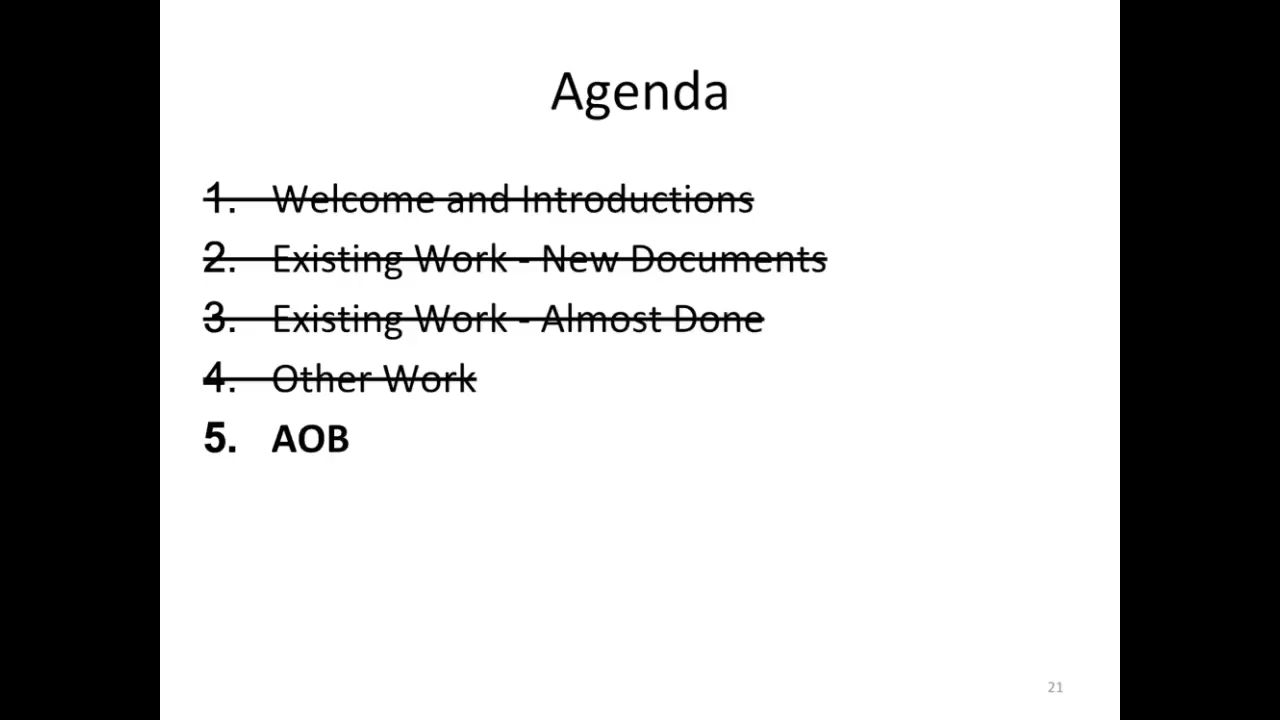 Agenda
1. Welcome and Introductions
2. Existing Work - New Documents
3. Existing Work - Almost Done
4. Other Work
5. AOB
21